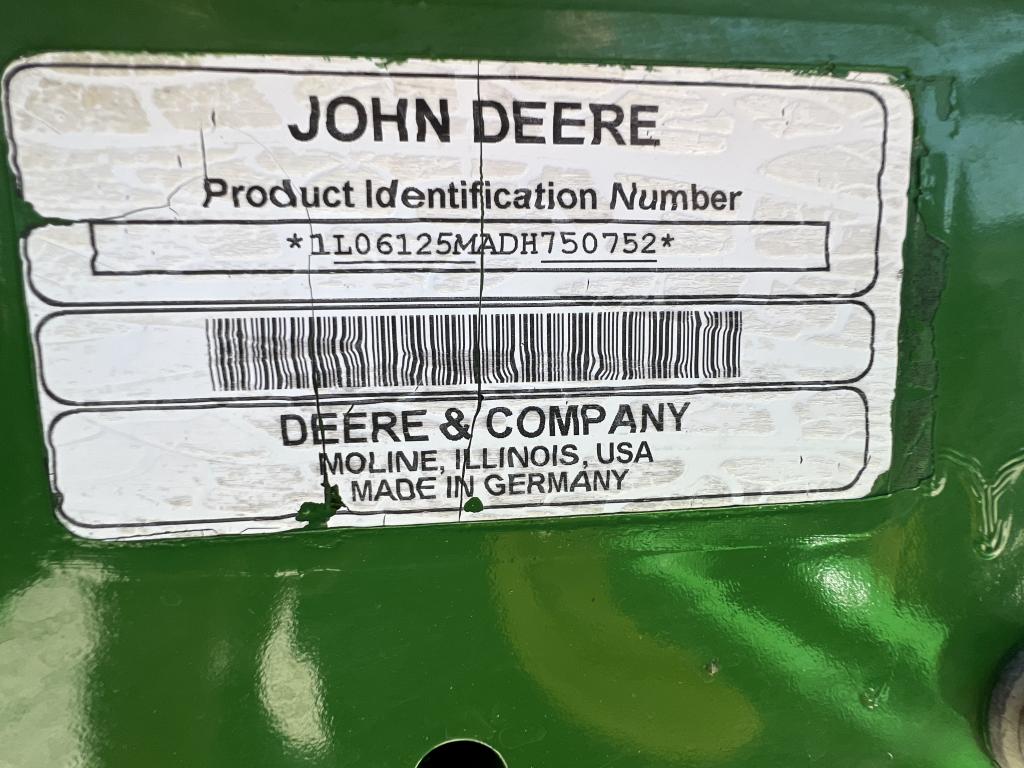 JOHN DEERE
Product Identification Number
*1L06125MADH750752*
DEERE & COMPANY
MOLINE, ILLINOIS, USA
MADE IN GERMANY